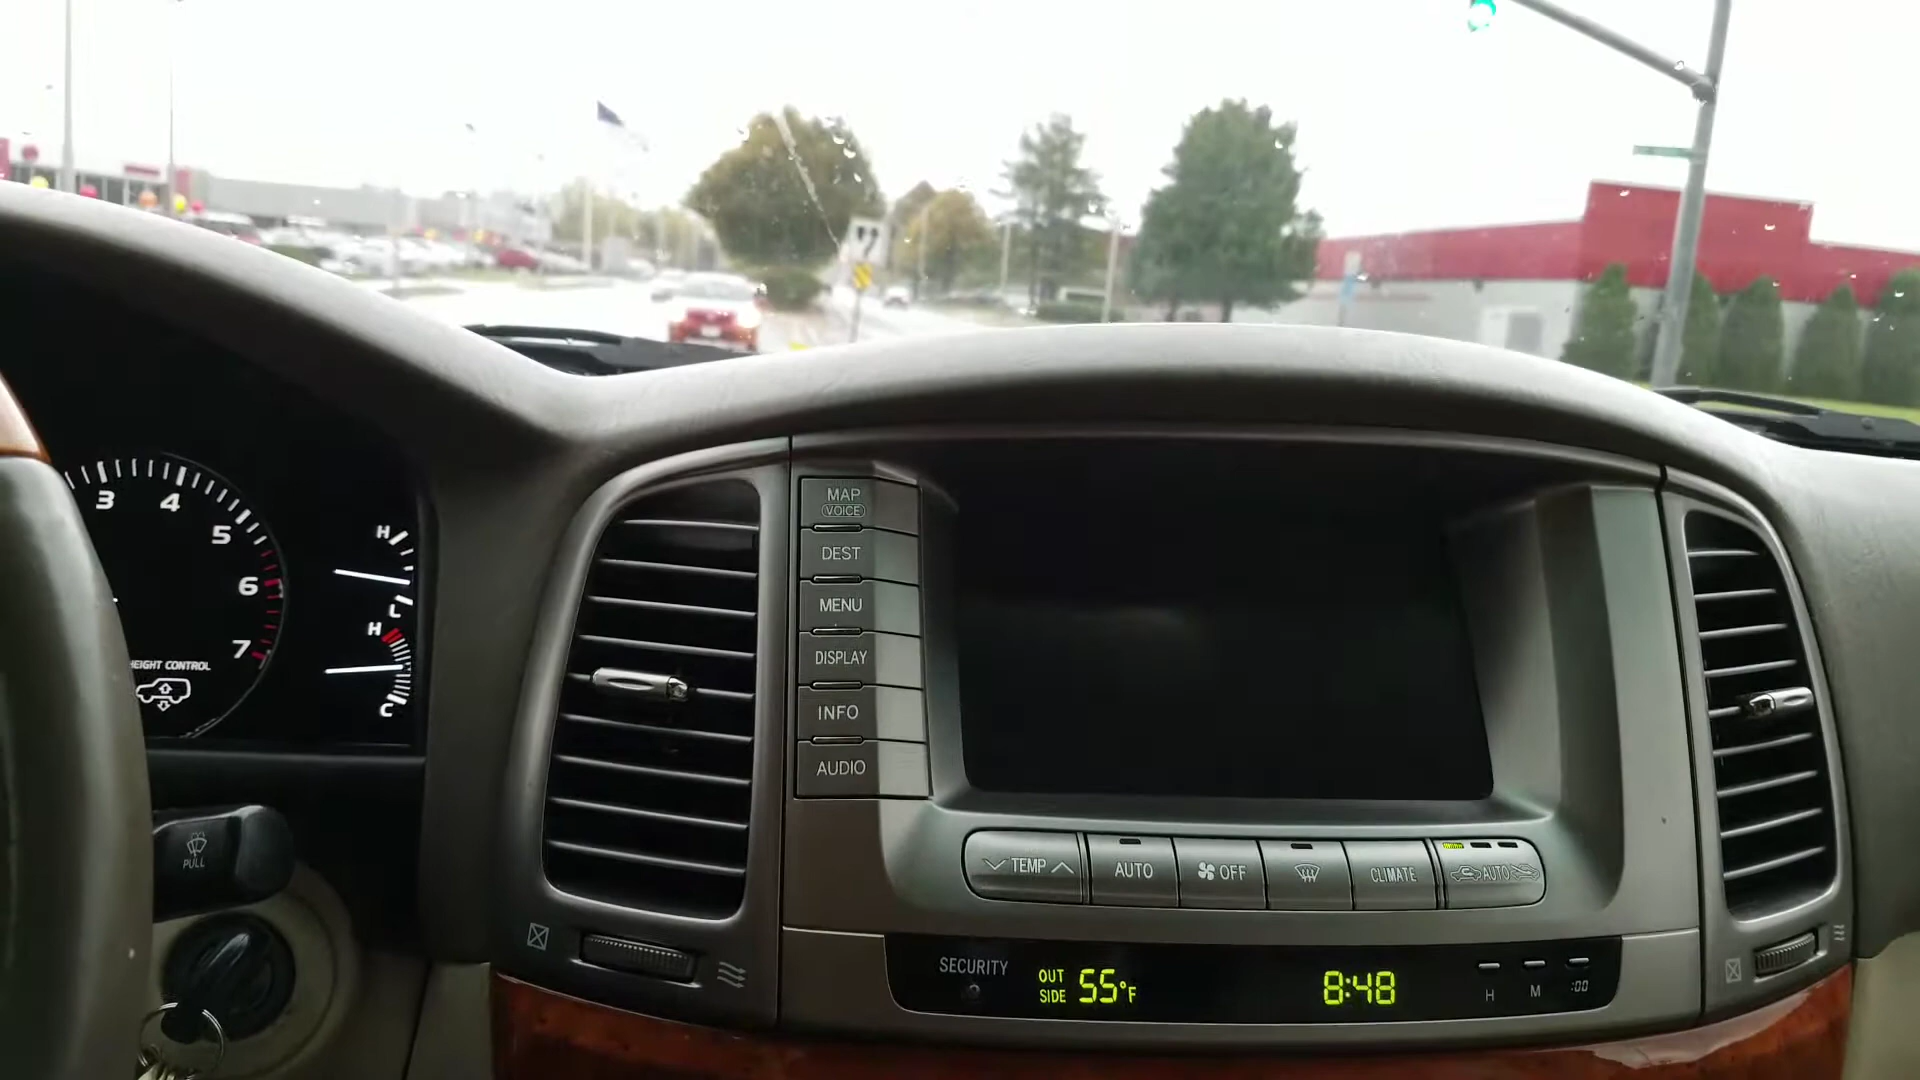 3
4
5
6
7
H
C
H
C
HEIGHT CONTROL
PULL
MAP
VOICE
DEST
MENU
DISPLAY
INFO
AUDIO
TEMP
AUTO
OFF
CLIMATE
AUTO
SECURITY
OUT
SIDE
55°F
8:48
H
M
:00